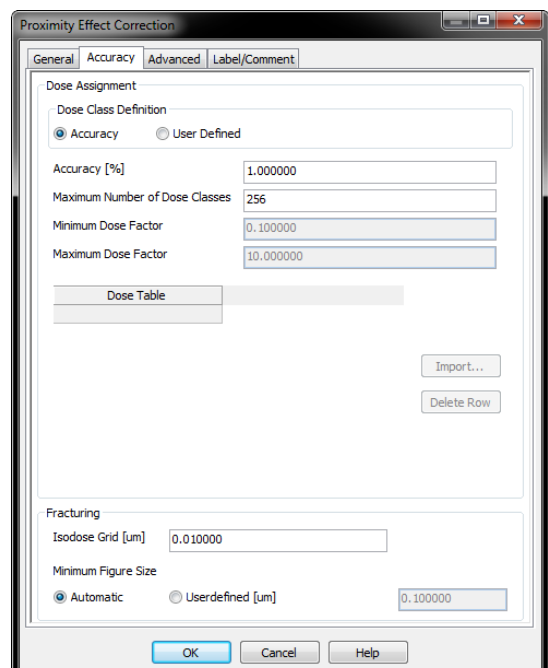 Proximity Effect Correction
General Accuracy Advanced Label/Comment
Dose Assignment
Dose Class Definition
Accuracy User Defined
Accuracy [%] 1.000000
Maximum Number of Dose Classes 256
Minimum Dose Factor 0.100000
Maximum Dose Factor 10.000000
Dose Table
Import...
Delete Row
Fracturing
Isodose Grid [um] 0.010000
Minimum Figure Size
Automatic Userdefined [um] 0.100000
OK Cancel Help